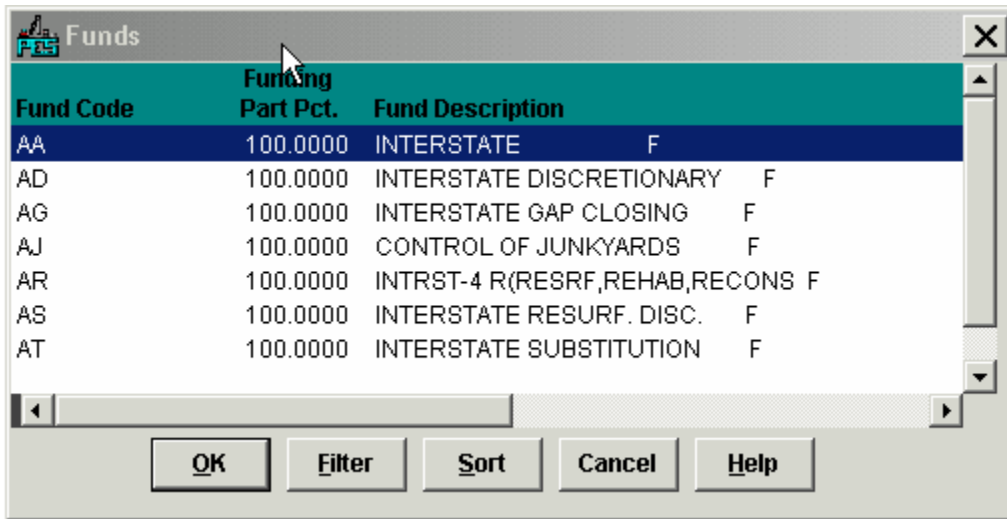 PES Funds
Funding
Fund Code Part Pct. Fund Description
AA 100.0000 INTERSTATE F
AD 100.0000 INTERSTATE DISCRETIONARY F
AG 100.0000 INTERSTATE GAP CLOSING F
AJ 100.0000 CONTROL OF JUNKYARDS F
AR 100.0000 INTRST-4 R(RESRF,REHAB,RECONS F
AS 100.0000 INTERSTATE RESURF. DISC. F
AT 100.0000 INTERSTATE SUBSTITUTION F
OK Filter Sort Cancel Help